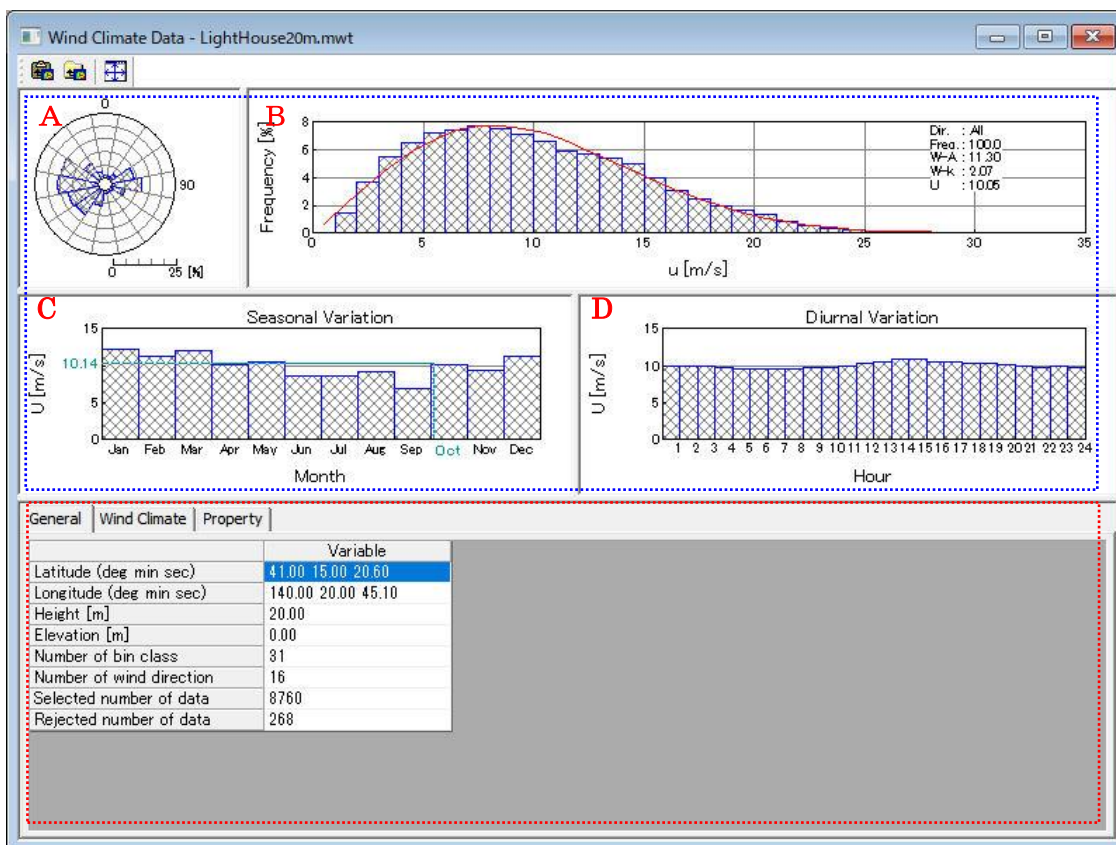 Wind Climate Data - LightHouse20m.mwt
A
0
90
0 25 [%]
B
Frequency [%]
8
6
4
2
0
0 5 10 15 20 25 30 35
u [m/s]
Dir. : All
Freq. : 100.0
W-A : 11.30
W-k : 2.07
U : 10.05
C
Seasonal Variation
U [m/s]
15
10.14
5
0
Jan Feb Mar Apr May Jun Jul Aug Sep Oct Nov Dec
Month
D
Diurnal Variation
U [m/s]
15
10
5
0
1 2 3 4 5 6 7 8 9 10 11 12 13 14 15 16 17 18 19 20 21 22 23 24
Hour
General Wind Climate Property
Variable
Latitude (deg min sec) 41.00 15.00 20.60
Longitude (deg min sec) 140.00 20.00 45.10
Height [m] 20.00
Elevation [m] 0.00
Number of bin class 31
Number of wind direction 16
Selected number of data 8760
Rejected number of data 268